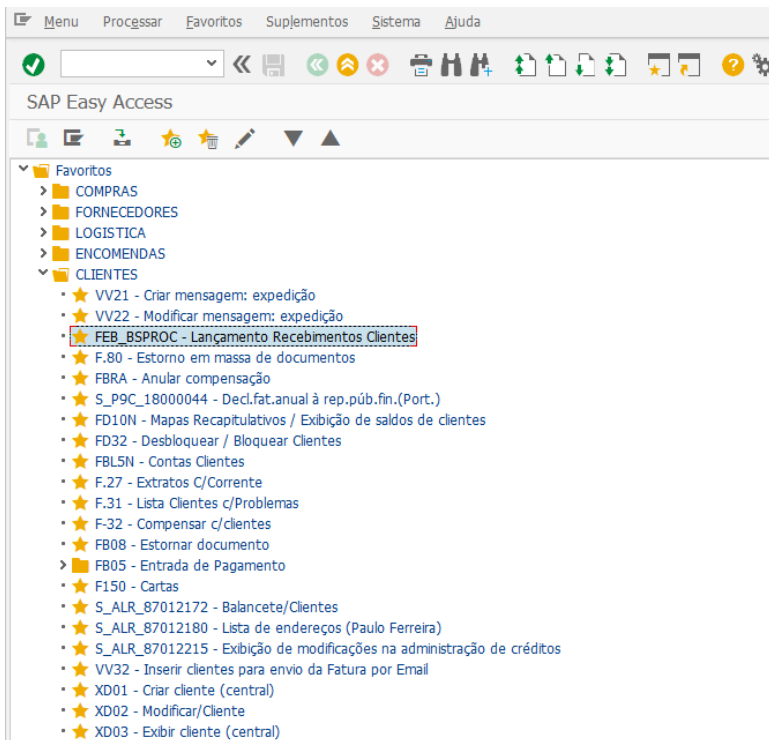 Menu Processar Favoritos Suplementos Sistema Ajuda
SAP Easy Access
Favoritos
COMPRAS
FORNECEDORES
LOGISTICA
ENCOMENDAS
CLIENTES
VV21 - Criar mensagem: expedição
VV22 - Modificar mensagem: expedição
FEB_BSPROC - Lançamento Recebimentos Clientes
F.80 - Estorno em massa de documentos
FBRA - Anular compensação
S_P9C_18000044 - Decl.fat.anual à rep.púb.fin.(Port.)
FD10N - Mapas Recapitulativos / Exibição de saldos de clientes
FD32 - Desbloquear / Bloquear Clientes
FBL5N - Contas Clientes
F.27 - Extratos C/Corrente
F.31 - Lista Clientes c/Problemas
F-32 - Compensar c/clientes
FB08 - Estornar documento
FB05 - Entrada de Pagamento
F150 - Cartas
S_ALR_87012172 - Balancete/Clientes
S_ALR_87012180 - Lista de endereços (Paulo Ferreira)
S_ALR_87012215 - Exibição de modificações na administração de créditos
VV32 - Inserir clientes para envio da Fatura por Email
XD01 - Criar cliente (central)
XD02 - Modificar/Cliente
XD03 - Exibir cliente (central)